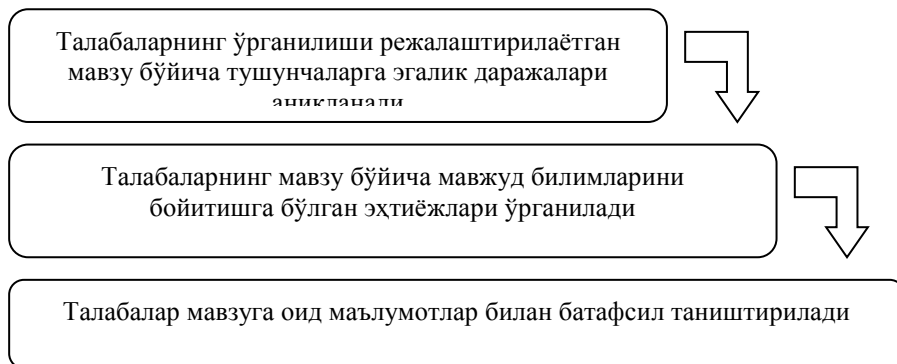 Талабаларнинг ўрганилиши режалаштирилаётган
мавзу бўйича тушунчаларга эгалик даражалари
аниқланади
Талабаларнинг мавзу бўйича мавжуд билимларини
бойитишга бўлган эҳтиёжлари ўрганилади
Талабалар мавзуга оид маълумотлар билан батафсил таништирилади